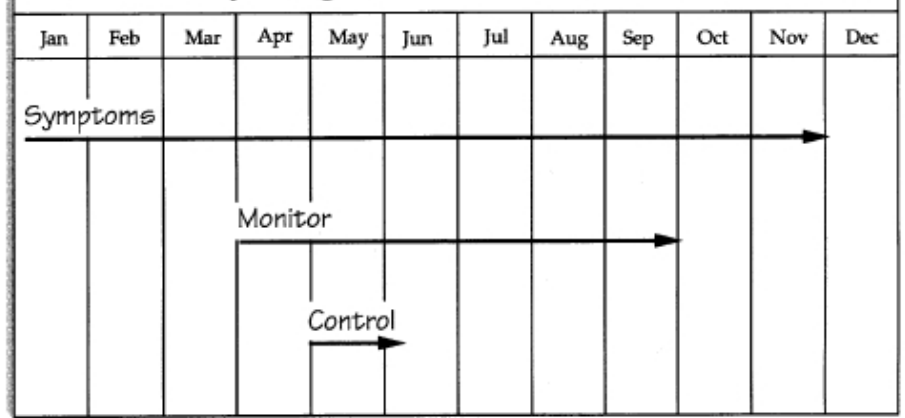 Jan Feb Mar Apr May Jun Jul Aug Sep Oct Nov Dec
Symptoms
Monitor
Control